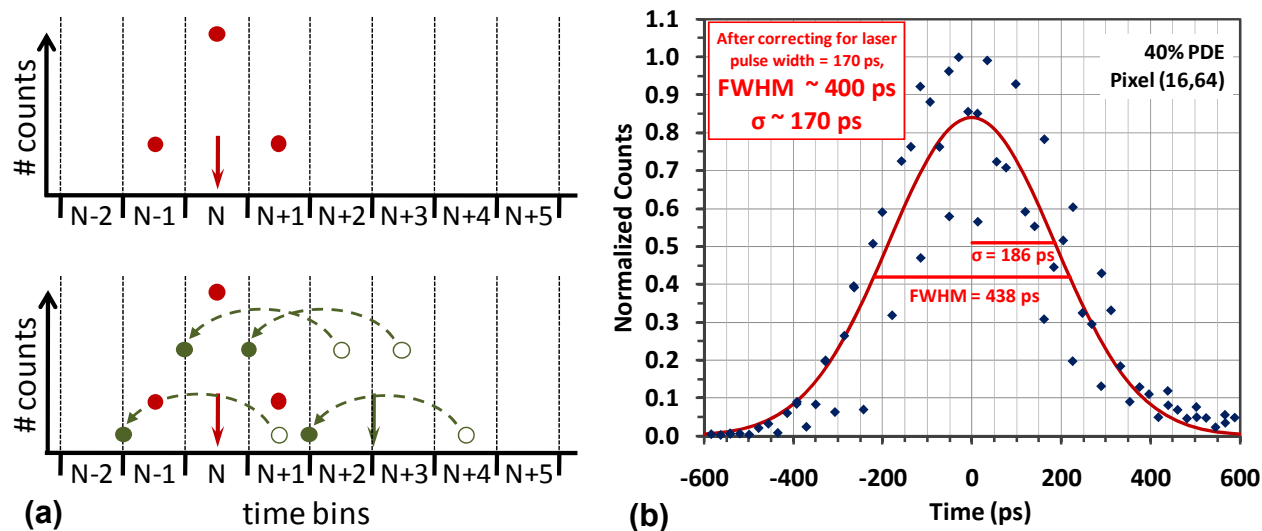 # counts
N-2 N-1 N N+1 N+2 N+3 N+4 N+5
# counts
N-2 N-1 N N+1 N+2 N+3 N+4 N+5
(a)
time bins
Normalized Counts
1.1
1.0
0.9
0.8
0.7
0.6
0.5
0.4
0.3
0.2
0.1
0.0
After correcting for laser
pulse width = 170 ps,
FWHM ~ 400 ps
σ ~ 170 ps
40% PDE
Pixel (16,64)
σ = 186 ps
FWHM = 438 ps
-600 -400 -200 0 200 400 600
(b)
Time (ps)